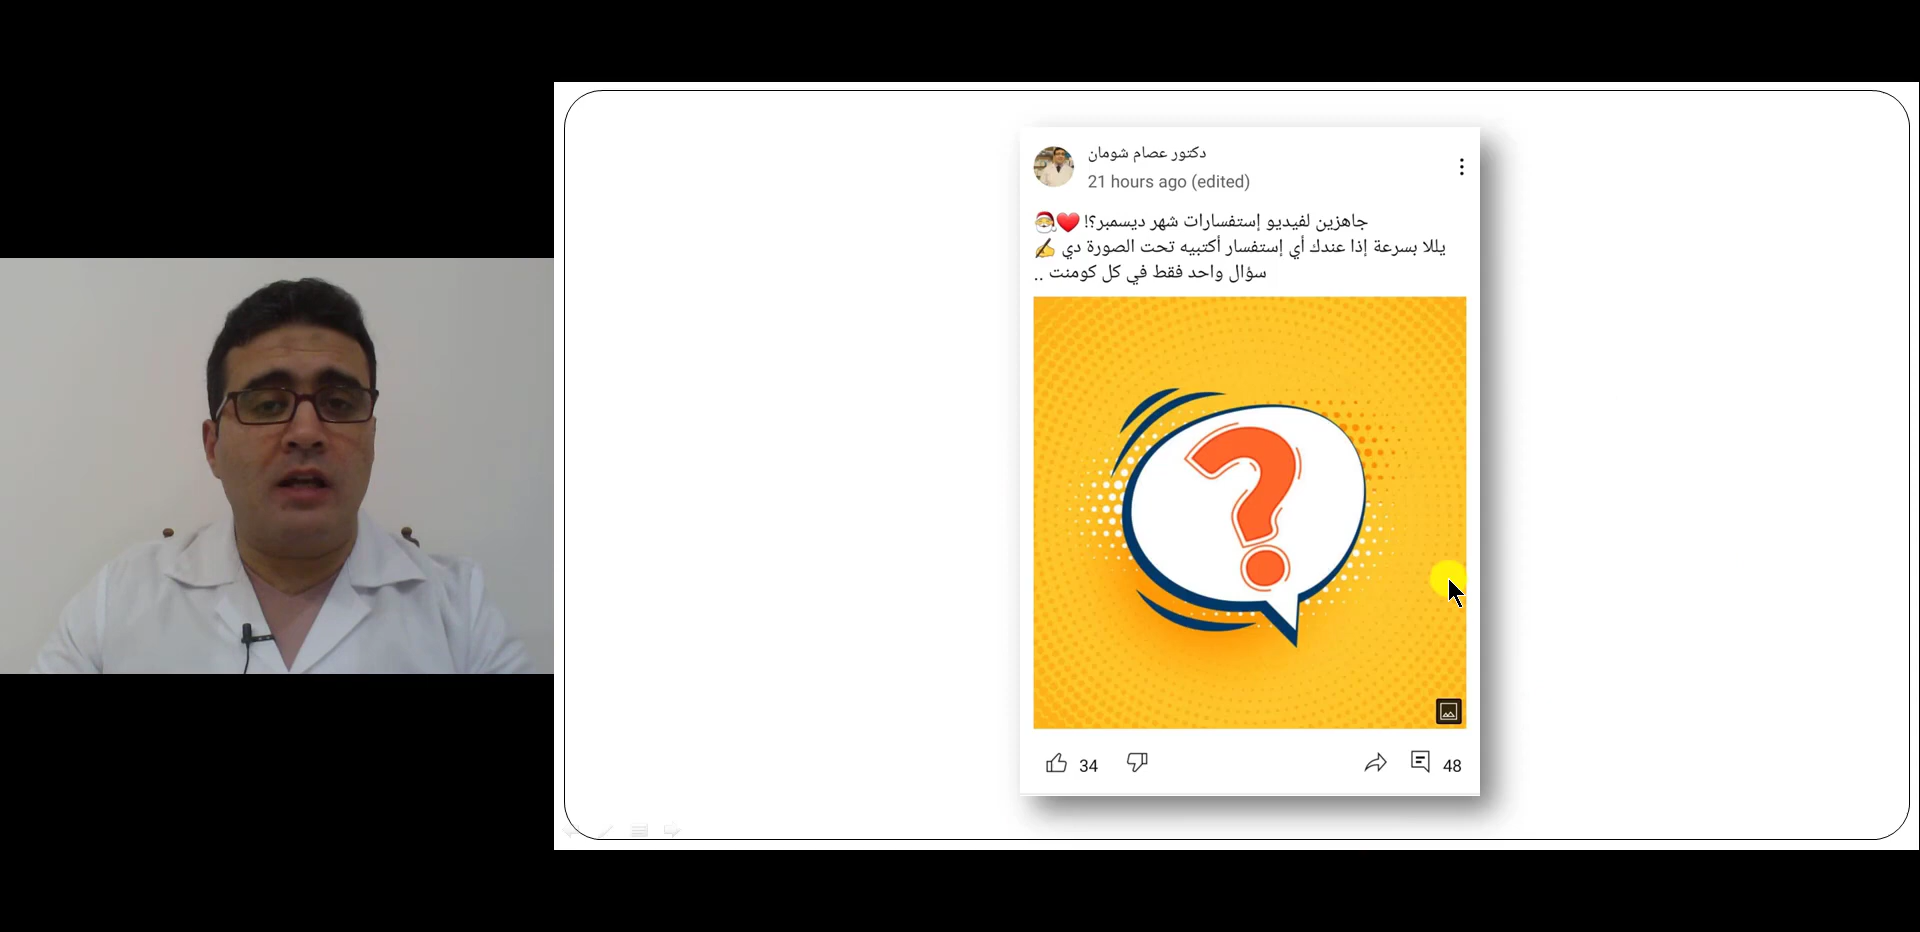 دكتور عصام شومان
21 hours ago (edited)
جاهزين لفيديو إستفسارات شهر ديسمبر؟! ❤️🎅
يللا بسرعة إذا عندك أي إستفسار أكتبيه تحت الصورة دي ✍️
سؤال واحد فقط في كل كومنت ..
?
34
48